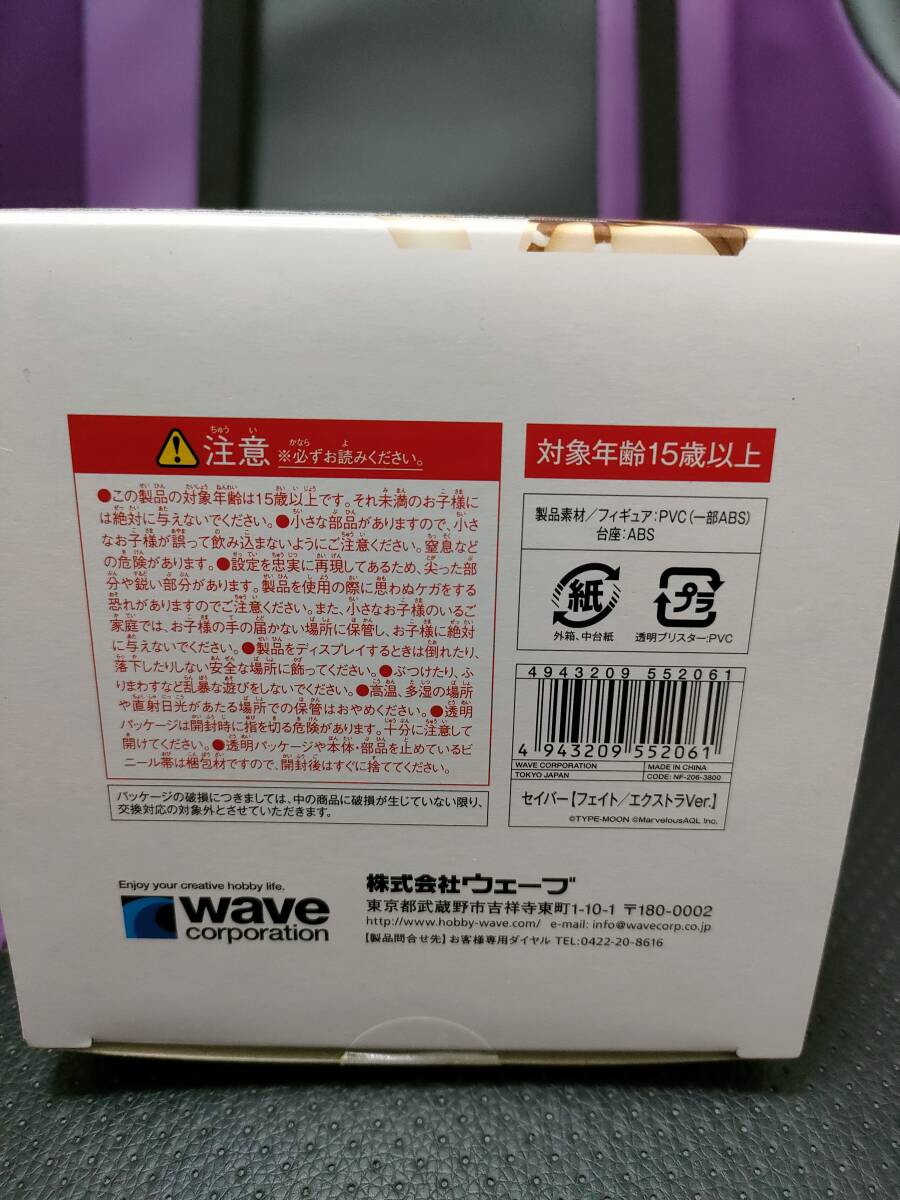 注意 ※必ずお読みください。
●この製品の対象年齢は15歳以上です。それ未満のお子様に
は絶対に与えないでください。●小さな部品がありますので、小さ
なお子様が誤って飲み込まないようにご注意ください。窒息など
の危険があります。●設定を忠実に再現してあるため、尖った部
分や鋭い部分があります。製品を使用の際に思わぬケガをする
恐れがありますのでご注意ください。また、小さなお子様のいるご
家庭では、お子様の手の届かない場所に保管し、お子様に絶対
に与えないでください。●製品をディスプレイするときは倒れたり、
落下したりしない安全な場所に飾ってください。●ぶつけたり、ふ
りまわすなど乱暴な遊びをしないでください。●高温、多湿の場所
や直射日光があたる場所での保管はおやめください。●透明
パッケージは開封時に指を切る危険があります。十分に注意して
開けてください。●透明パッケージや本体・部品を止めているビ
ニール帯は梱包材ですので、開封後はすぐに捨ててください。
パッケージの破損につきましては、中の商品に破損が生じていない限り、
交換対応の対象外とさせていただきます。
対象年齢15歳以上
製品素材／フィギュア：PVC（一部ABS）
台座：ABS
紙
外箱、中台紙
プラ
透明ブリスター：PVC
4943209 552061
4 943209 552061
WAVE CORPORATION
TOKYO JAPAN
MADE IN CHINA
CODE: NF-206-3800
セイバー【フェイト／エクストラVer.】
©TYPE-MOON ©MarvelousAQL Inc.
Enjoy your creative hobby life.
wave
corporation
株式会社ウェーブ
東京都武蔵野市吉祥寺東町1-10-1 〒180-0002
http://www.hobby-wave.com/ e-mail: info@wavecorp.co.jp
【製品問合せ先】お客様専用ダイヤル TEL:0422-20-8616